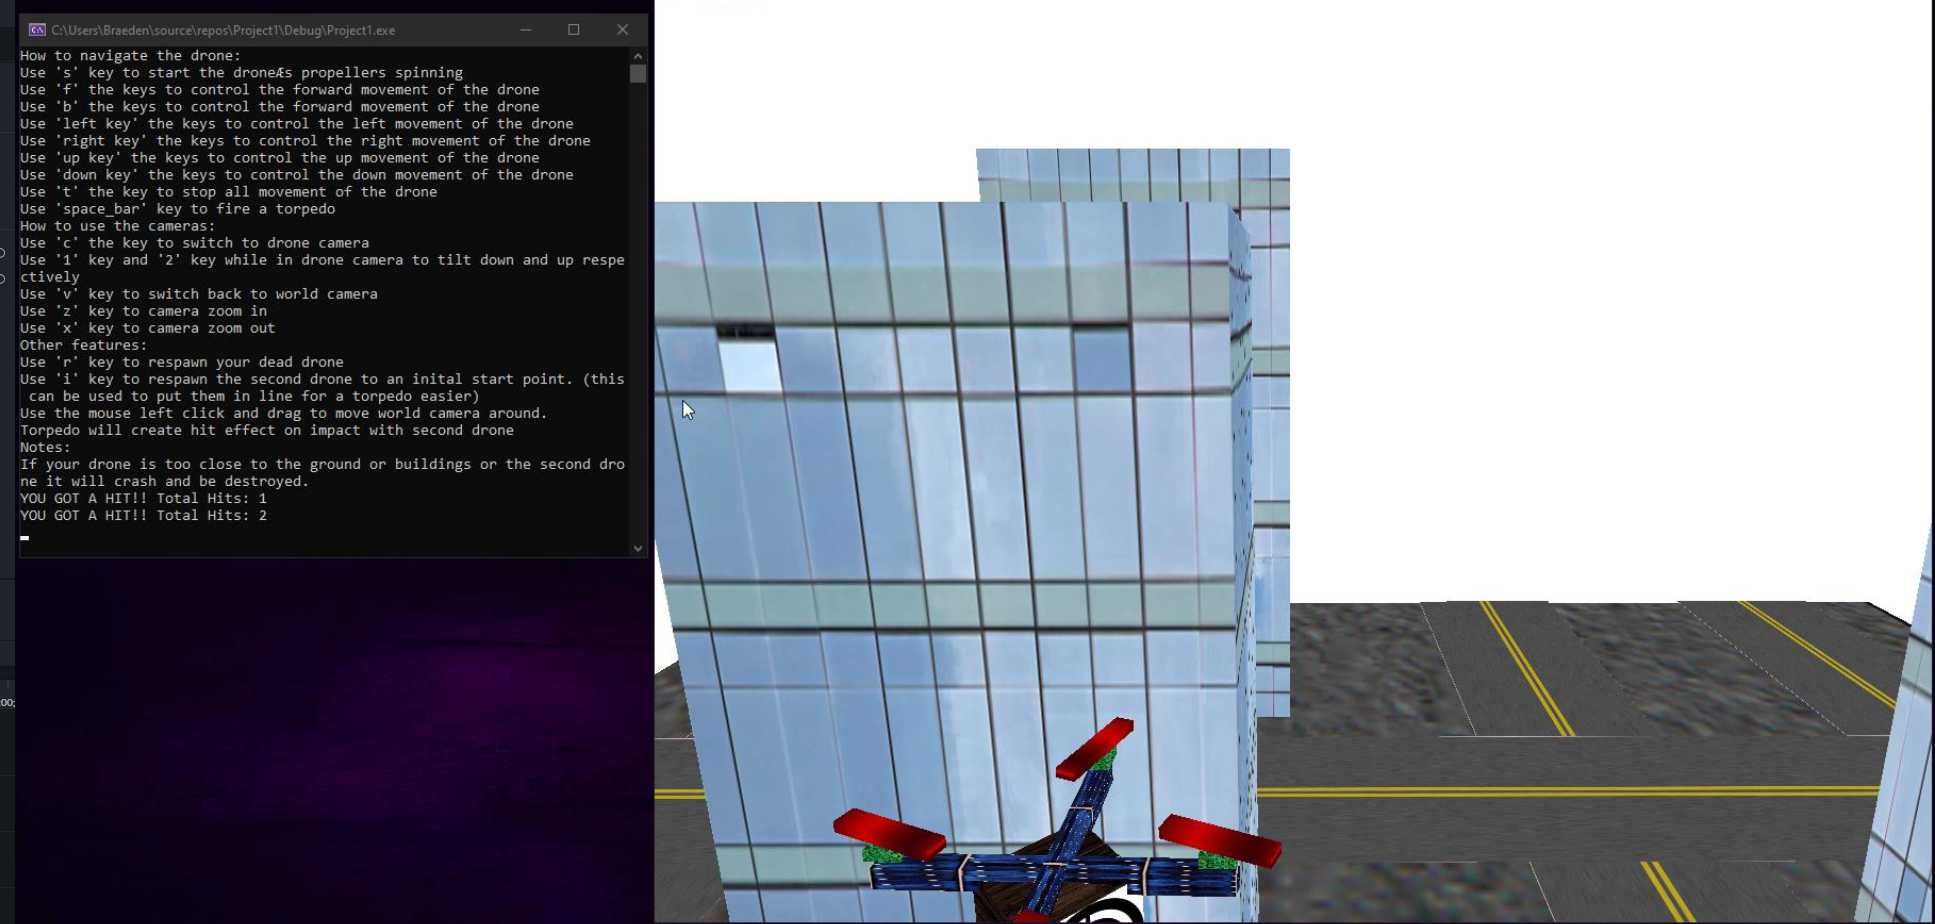 C:\Users\Braeden\source\repos\Project1\Debug\Project1.exe
How to navigate the drone:
Use 's' key to start the droneÆs propellers spinning
Use 'f' the keys to control the forward movement of the drone
Use 'b' the keys to control the forward movement of the drone
Use 'left key' the keys to control the left movement of the drone
Use 'right key' the keys to control the right movement of the drone
Use 'up key' the keys to control the up movement of the drone
Use 'down key' the keys to control the down movement of the drone
Use 't' the key to stop all movement of the drone
Use 'space_bar' key to fire a torpedo
How to use the cameras:
Use 'c' the key to switch to drone camera
Use '1' key and '2' key while in drone camera to tilt down and up respe
ctively
Use 'v' key to switch back to world camera
Use 'z' key to camera zoom in
Use 'x' key to camera zoom out
Other features:
Use 'r' key to respawn your dead drone
Use 'i' key to respawn the second drone to an inital start point. (this
 can be used to put them in line for a torpedo easier)
Use the mouse left click and drag to move world camera around.
Torpedo will create hit effect on impact with second drone
Notes:
If your drone is too close to the ground or buildings or the second dro
ne it will crash and be destroyed.
YOU GOT A HIT!! Total Hits: 1
YOU GOT A HIT!! Total Hits: 2
:00;